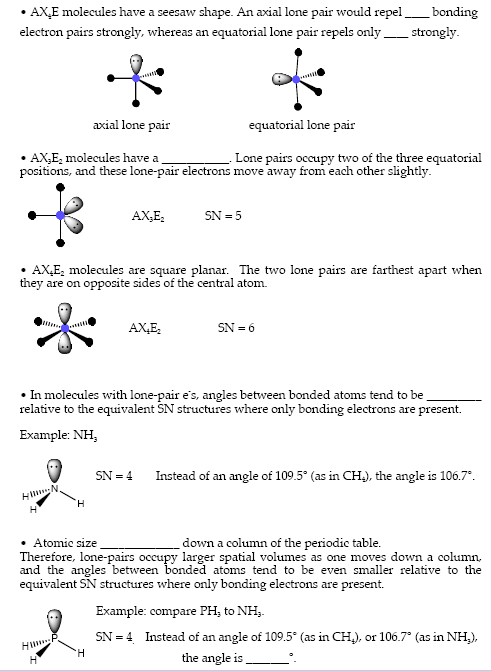 • AX₄E molecules have a seesaw shape. An axial lone pair would repel ____ bonding
electron pairs strongly, whereas an equatorial lone pair repels only ____ strongly.
axial lone pair equatorial lone pair
• AX₃E₂ molecules have a ___________. Lone pairs occupy two of the three equatorial
positions, and these lone-pair electrons move away from each other slightly.
AX₃E₂ SN = 5
• AX₄E₂ molecules are square planar. The two lone pairs are farthest apart when
they are on opposite sides of the central atom.
AX₄E₂ SN = 6
• In molecules with lone-pair e⁻s, angles between bonded atoms tend to be _________
relative to the equivalent SN structures where only bonding electrons are present.
Example: NH₃
SN = 4 Instead of an angle of 109.5° (as in CH₄), the angle is 106.7°.
H N
H H
• Atomic size _____________ down a column of the periodic table.
Therefore, lone-pairs occupy larger spatial volumes as one moves down a column,
and the angles between bonded atoms tend to be even smaller relative to the
equivalent SN structures where only bonding electrons are present.
Example: compare PH₃ to NH₃.
SN = 4. Instead of an angle of 109.5° (as in CH₄), or 106.7° (as in NH₃),
H P
H H
the angle is _______°.